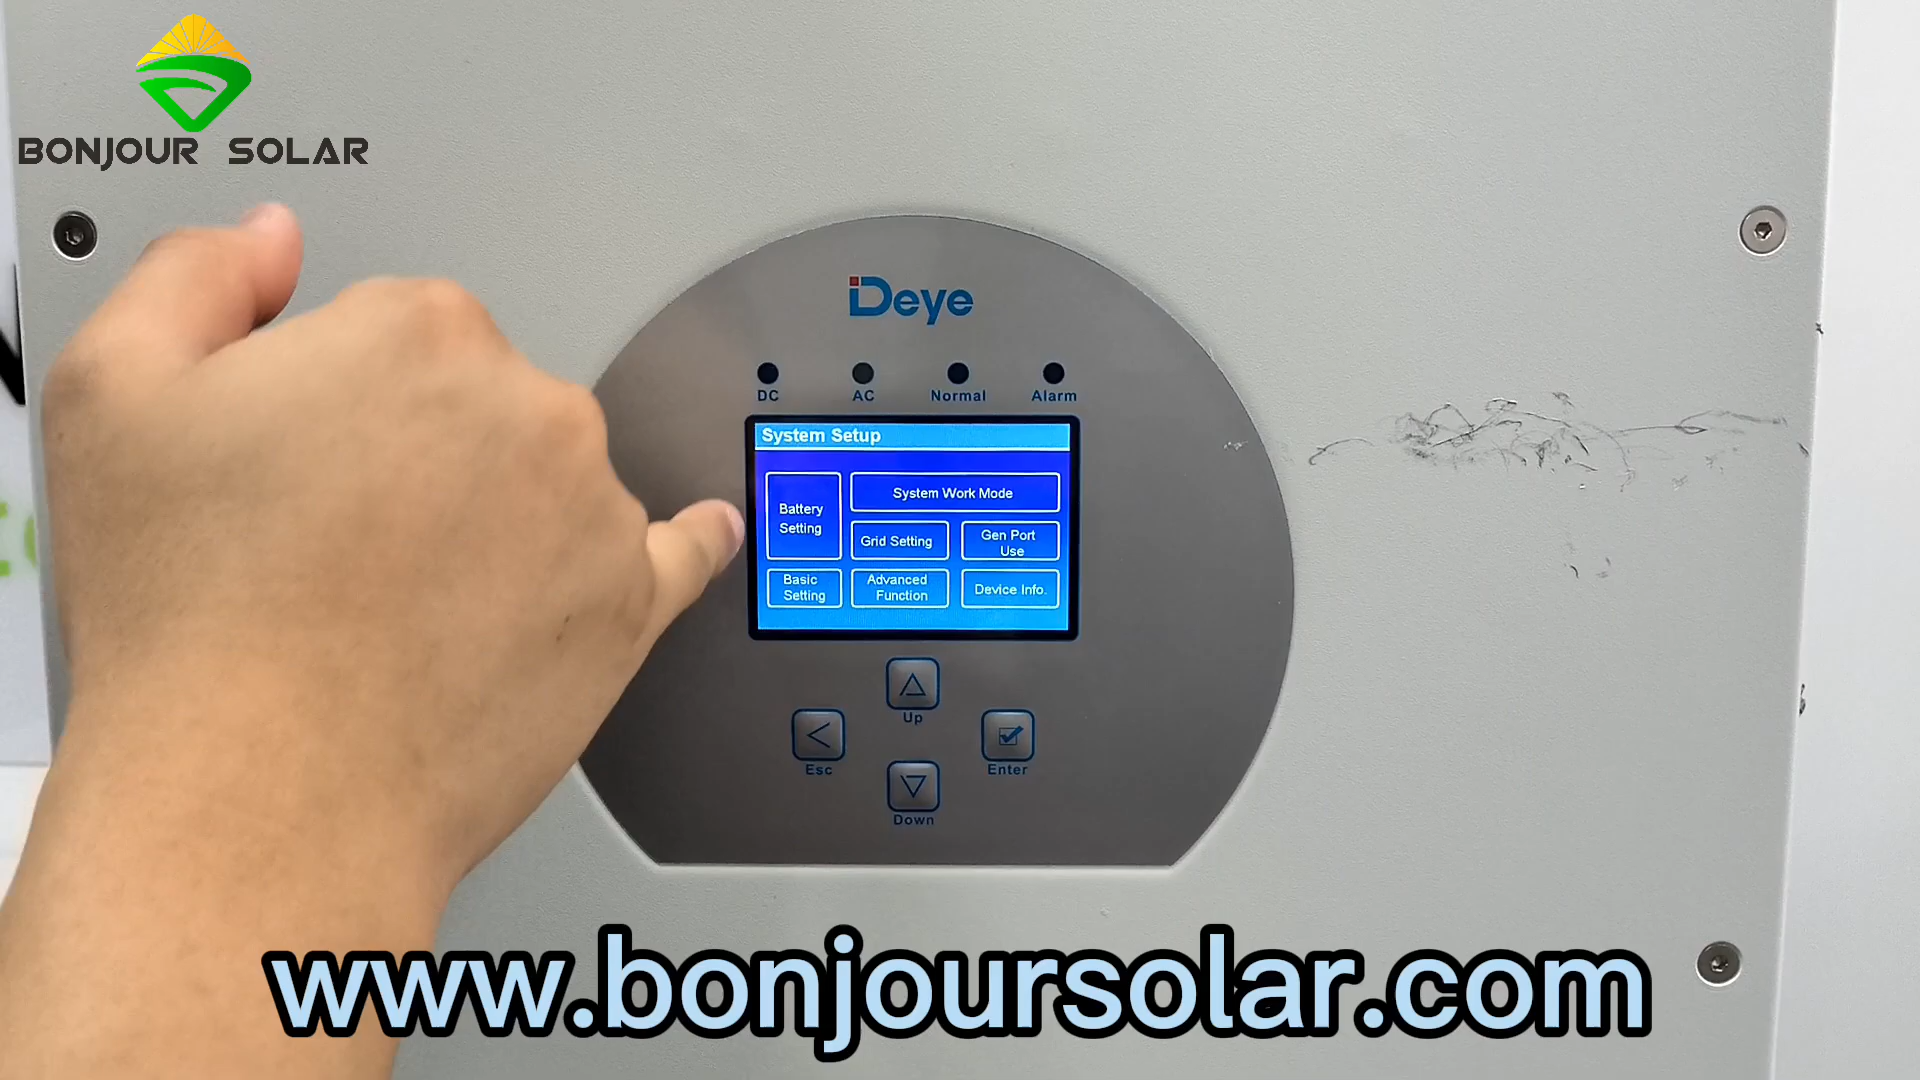 BONJOUR SOLAR
Deye
DC AC Normal Alarm
System Setup
Battery
Setting
System Work Mode
Grid Setting
Gen Port
Use
Basic
Setting
Advanced
Function
Device Info.
Up
Esc
Enter
Down
www.bonjoursolar.com